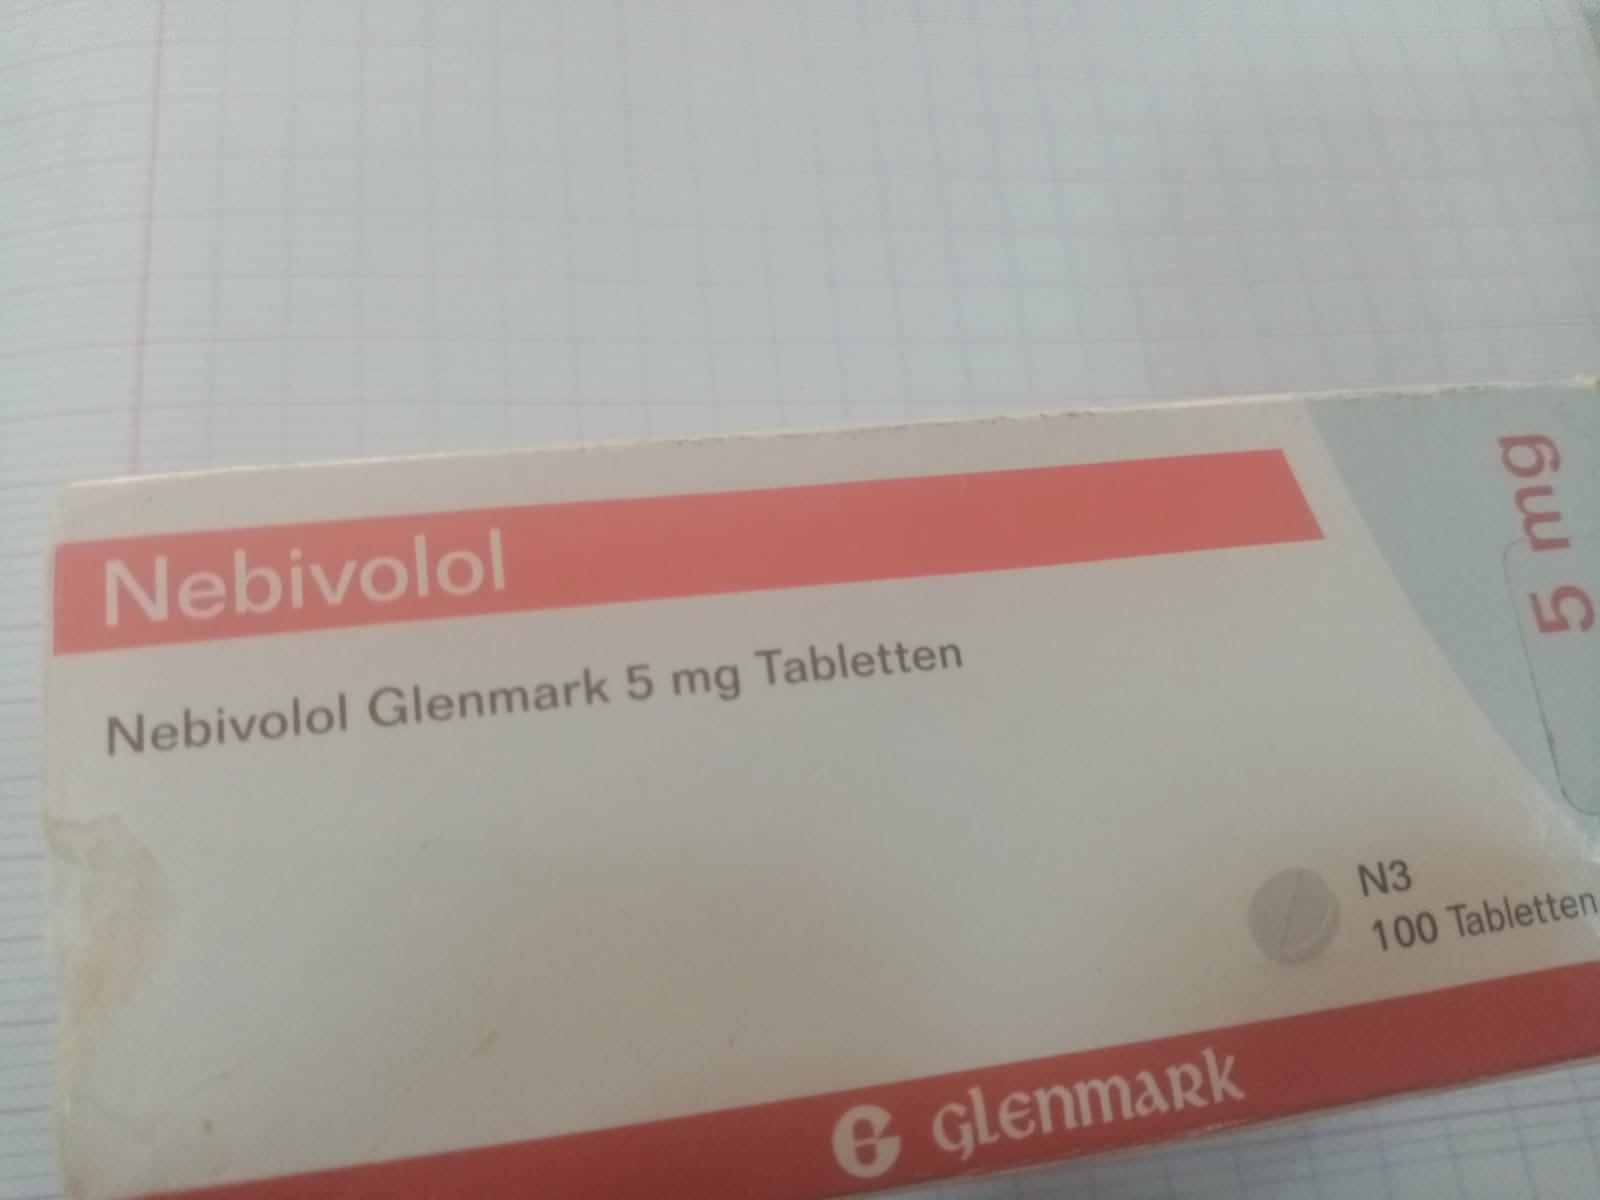 Nebivolol
Nebivolol Glenmark 5 mg Tabletten
5 mg
N3
100 Tabletten
glenmark